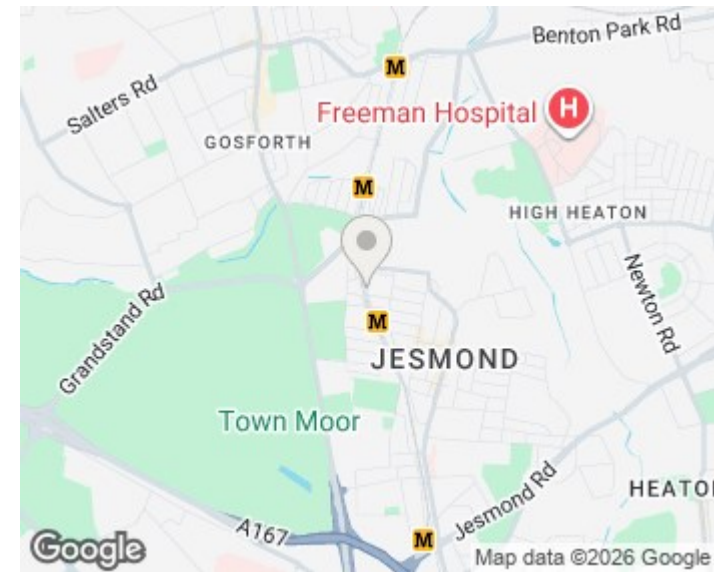 Benton Park Rd
M
Salters Rd
Freeman Hospital H
GOSFORTH
M
HIGH HEATON
Grandstand Rd
Newton Rd
M
JESMOND
Town Moor
Jesmond Rd
HEATO
A167
M
Google
Map data ©2026 Google